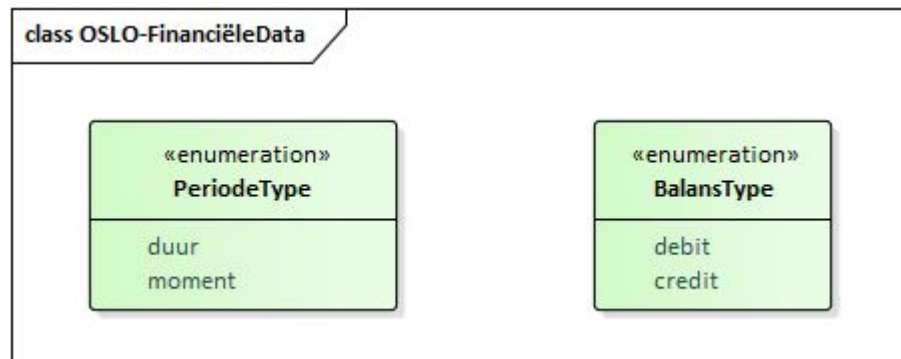 class OSLO-FinanciëleData
«enumeration»
PeriodeType
duur
moment
«enumeration»
BalansType
debit
credit